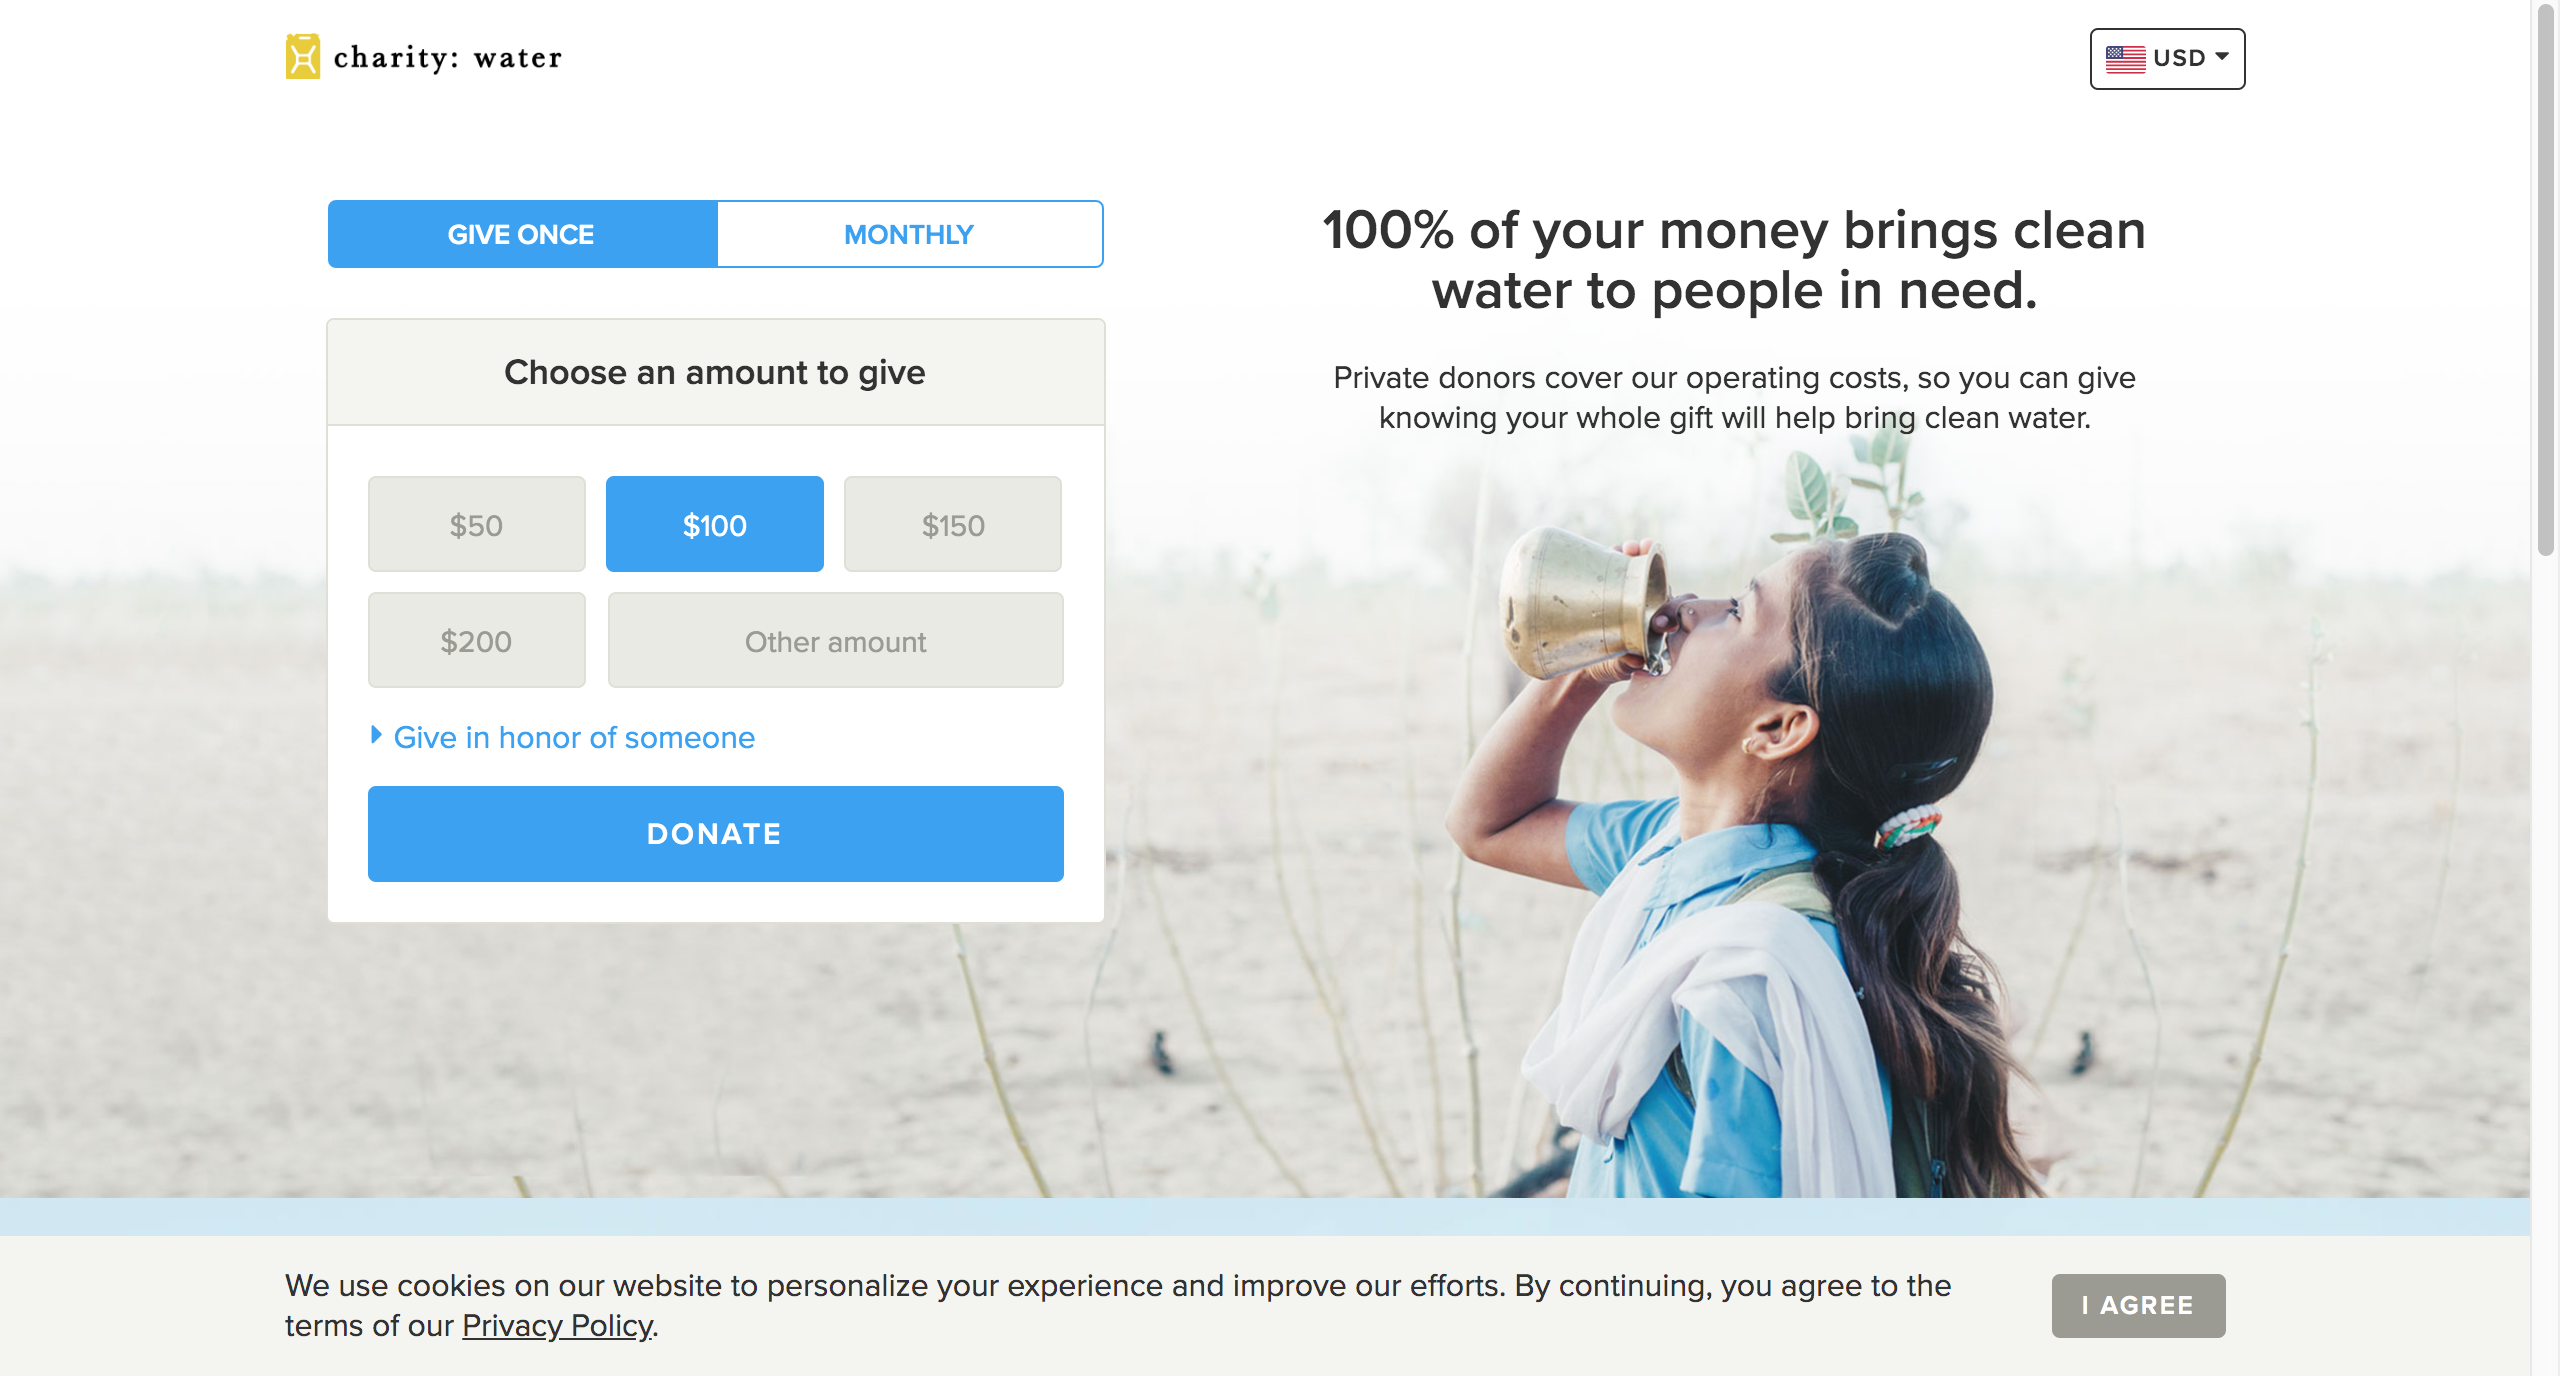 charity: water
USD
GIVE ONCE
MONTHLY
Choose an amount to give
$50
$100
$150
$200
Other amount
Give in honor of someone
DONATE
100% of your money brings clean
water to people in need.
Private donors cover our operating costs, so you can give
knowing your whole gift will help bring clean water.
We use cookies on our website to personalize your experience and improve our efforts. By continuing, you agree to the
terms of our Privacy Policy.
I AGREE